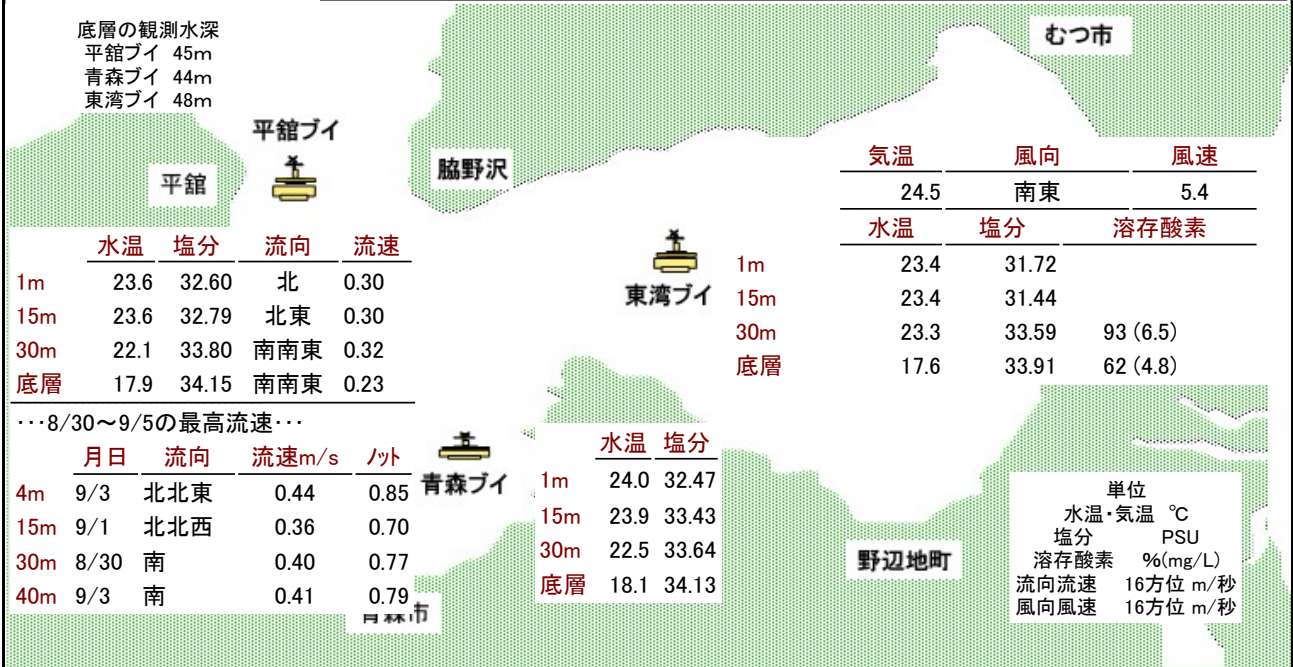 底層の観測水深
平舘ブイ 45m
青森ブイ 44m
東湾ブイ 48m
むつ市
平舘ブイ
平舘
脇野沢
気温 風向 風速
24.5 南東 5.4
水温 塩分 溶存酸素
1m 23.4 31.72
15m 23.4 31.44
30m 23.3 33.59 93 (6.5)
底層 17.6 33.91 62 (4.8)
東湾ブイ
水温 塩分 流向 流速
1m 23.6 32.60 北 0.30
15m 23.6 32.79 北東 0.30
30m 22.1 33.80 南南東 0.32
底層 17.9 34.15 南南東 0.23
…8/30～9/5の最高流速…
月日 流向 流速m/s ノット
4m 9/3 北北東 0.44 0.85
15m 9/1 北北西 0.36 0.70
30m 8/30 南 0.40 0.77
40m 9/3 南 0.41 0.79
青森ブイ
水温 塩分
1m 24.0 32.47
15m 23.9 33.43
30m 22.5 33.64
底層 18.1 34.13
青森市
野辺地町
単位
水温・気温 ℃
塩分 PSU
溶存酸素 %(mg/L)
流向流速 16方位 m/秒
風向風速 16方位 m/秒